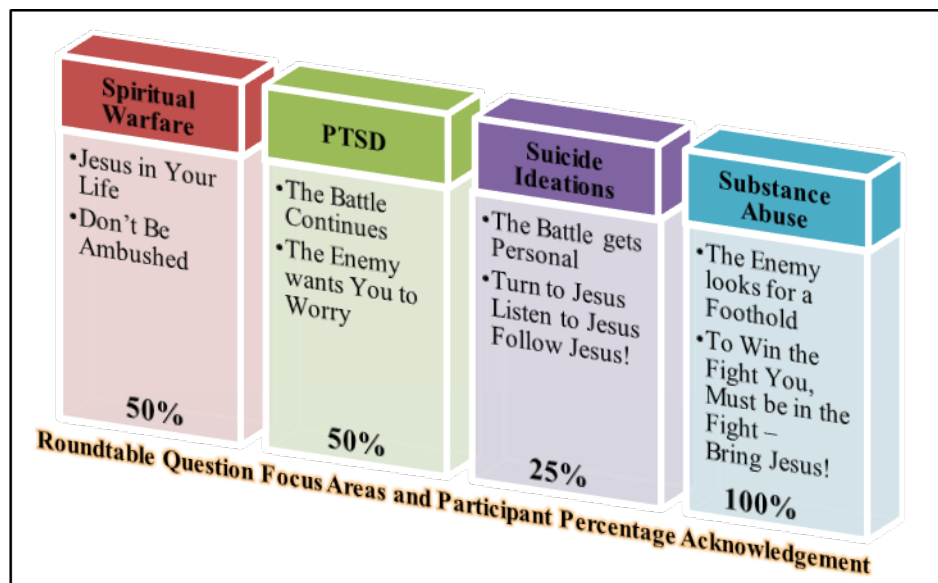 Spiritual
Warfare
•Jesus in Your
Life
•Don't Be
Ambushed
50%
PTSD
•The Battle
Continues
•The Enemy
wants You to
Worry
50%
Suicide
Ideations
•The Battle gets
Personal
•Turn to Jesus
Listen to Jesus
Follow Jesus!
25%
Substance
Abuse
•The Enemy
looks for a
Foothold
•To Win the
Fight You,
Must be in the
Fight –
Bring Jesus!
100%
Roundtable Question Focus Areas and Participant Percentage Acknowledgement